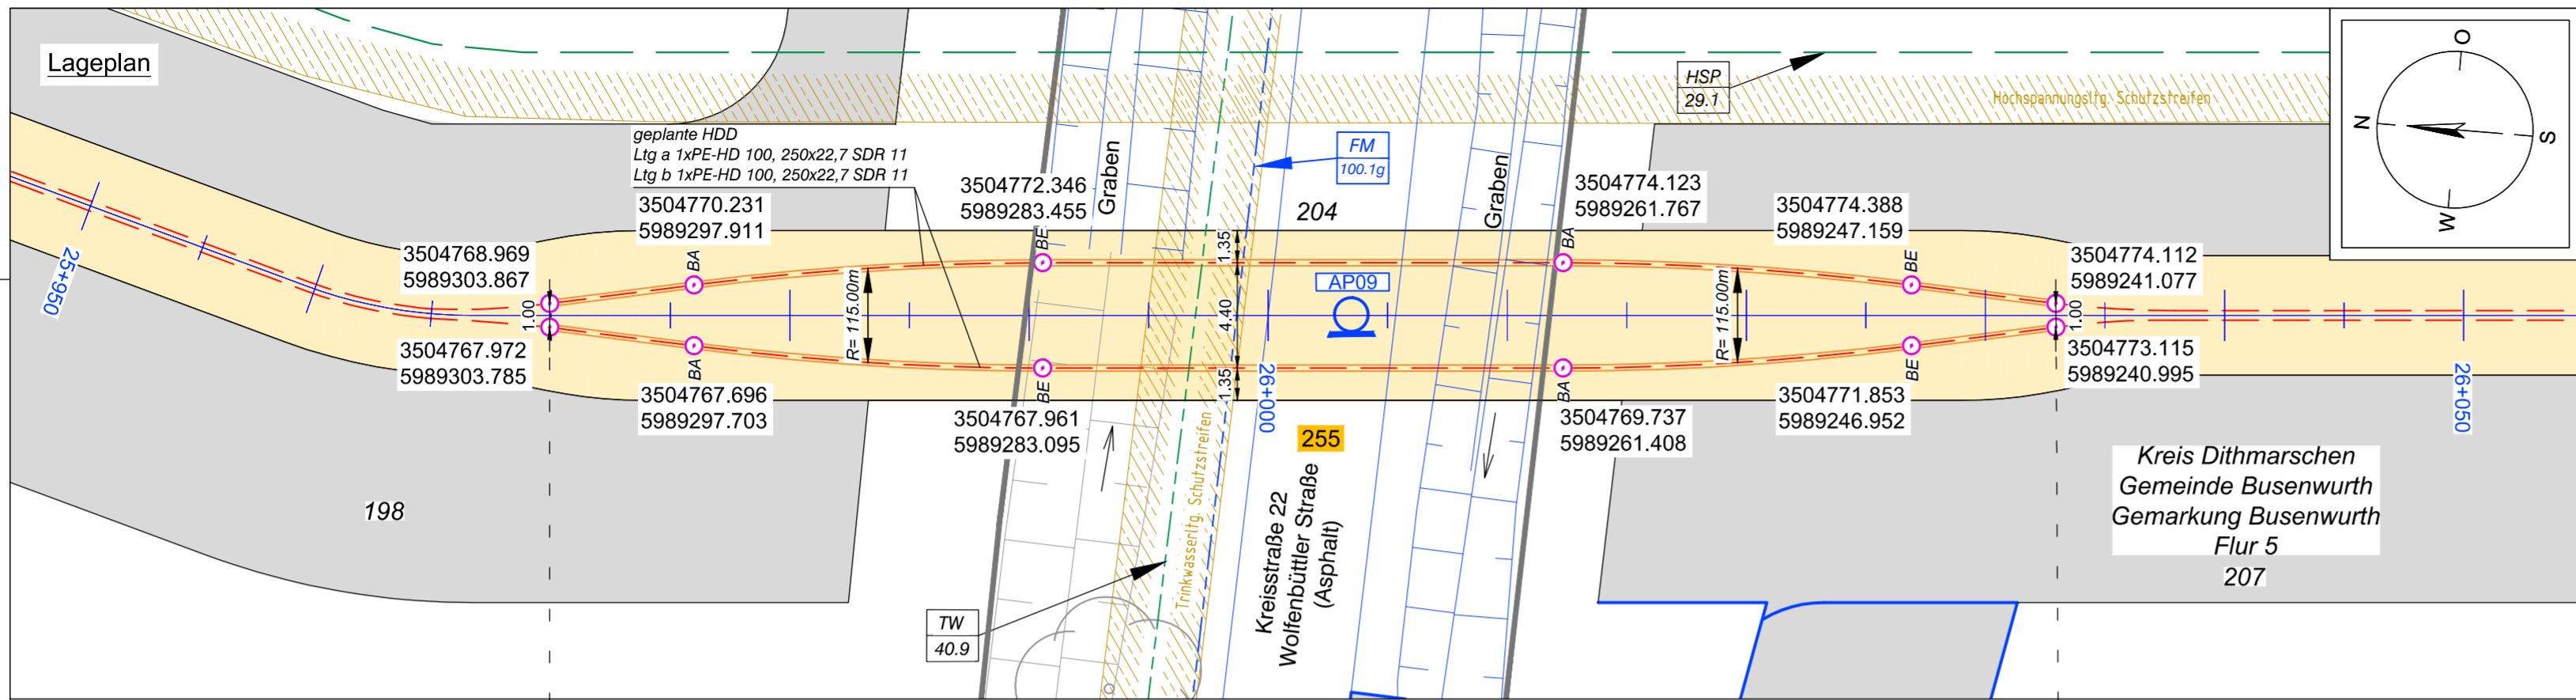 Lageplan
HSP
29.1
Hochspannungsltg. Schutzstreifen
O
N
S
W
geplante HDD
Ltg a 1xPE-HD 100, 250x22,7 SDR 11
Ltg b 1xPE-HD 100, 250x22,7 SDR 11
FM
100.1g
Graben
Graben
204
3504772.346
5989283.455
3504774.123
5989261.767
3504770.231
5989297.911
3504774.388
5989247.159
3504768.969
5989303.867
3504774.112
5989241.077
25+950
BA
BE
BA
BE
1.35
AP09
1.00
R= 115.00m
4.40
R= 115.00m
1.00
3504767.972
5989303.785
3504773.115
5989240.995
BA
BE
1.35
BA
BE
26+000
26+050
3504767.696
5989297.703
3504767.961
5989283.095
3504769.737
5989261.408
3504771.853
5989246.952
255
198
Trinkwasserltg. Schutzstreifen
Kreisstraße 22
Wolfenbüttler Straße
(Asphalt)
Kreis Dithmarschen
Gemeinde Busenwurth
Gemarkung Busenwurth
Flur 5
207
TW
40.9